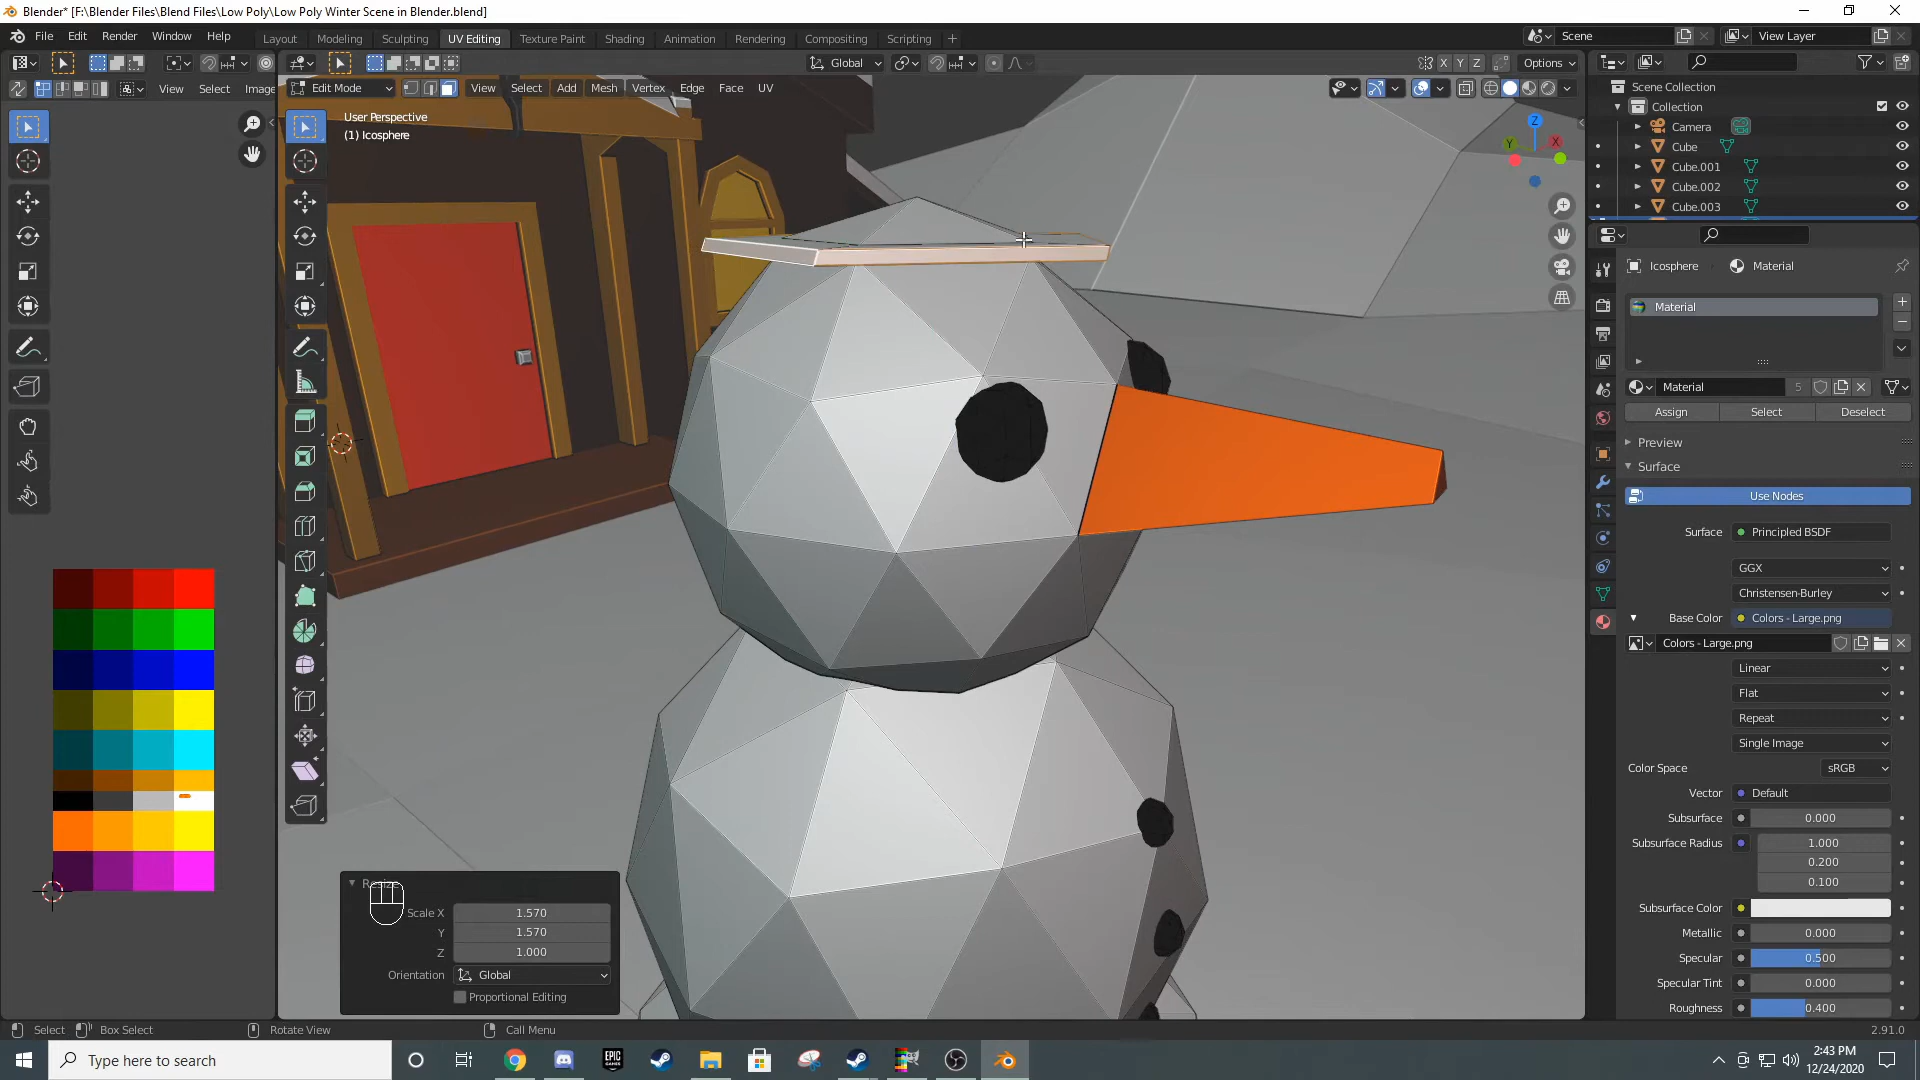 Blender* [F:\Blender Files\Blend Files\Low Poly\Low Poly Winter Scene in Blender.blend]
File Edit Render Window Help
Layout Modeling Sculpting UV Editing Texture Paint Shading Animation Rendering Compositing Scripting +
Scene
View Layer
Global
X Y Z
Options
View Select Image
Edit Mode
View Select Add Mesh Vertex Edge Face UV
User Perspective
(1) Icosphere
Z
Y
X
Scene Collection
Collection
Camera
Cube
Cube.001
Cube.002
Cube.003
Icosphere
Material
Material
Material
5
Assign
Select
Deselect
Preview
Surface
Use Nodes
Surface
Principled BSDF
GGX
Christensen-Burley
Base Color
Colors - Large.png
Colors - Large.png
Linear
Flat
Repeat
Single Image
Color Space
sRGB
Vector
Default
Subsurface
0.000
Subsurface Radius
1.000
0.200
0.100
Subsurface Color
Metallic
0.000
Specular
0.500
Specular Tint
0.000
Roughness
0.400
Scale X
1.570
Y
1.570
Z
1.000
Orientation
Global
Proportional Editing
Select
Box Select
Rotate View
Call Menu
2.91.0
Type here to search
EPIC GAMES
2:43 PM
12/24/2020